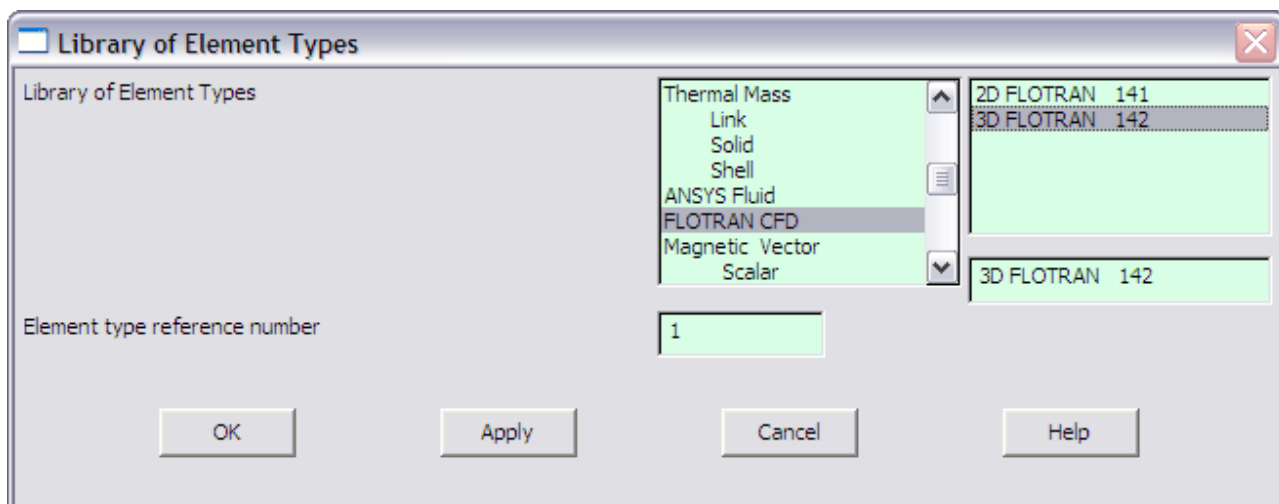 Library of Element Types
Library of Element Types
Thermal Mass
Link
Solid
Shell
ANSYS Fluid
FLOTRAN CFD
Magnetic Vector
Scalar
2D FLOTRAN 141
3D FLOTRAN 142
3D FLOTRAN 142
Element type reference number
1
OK Apply Cancel Help